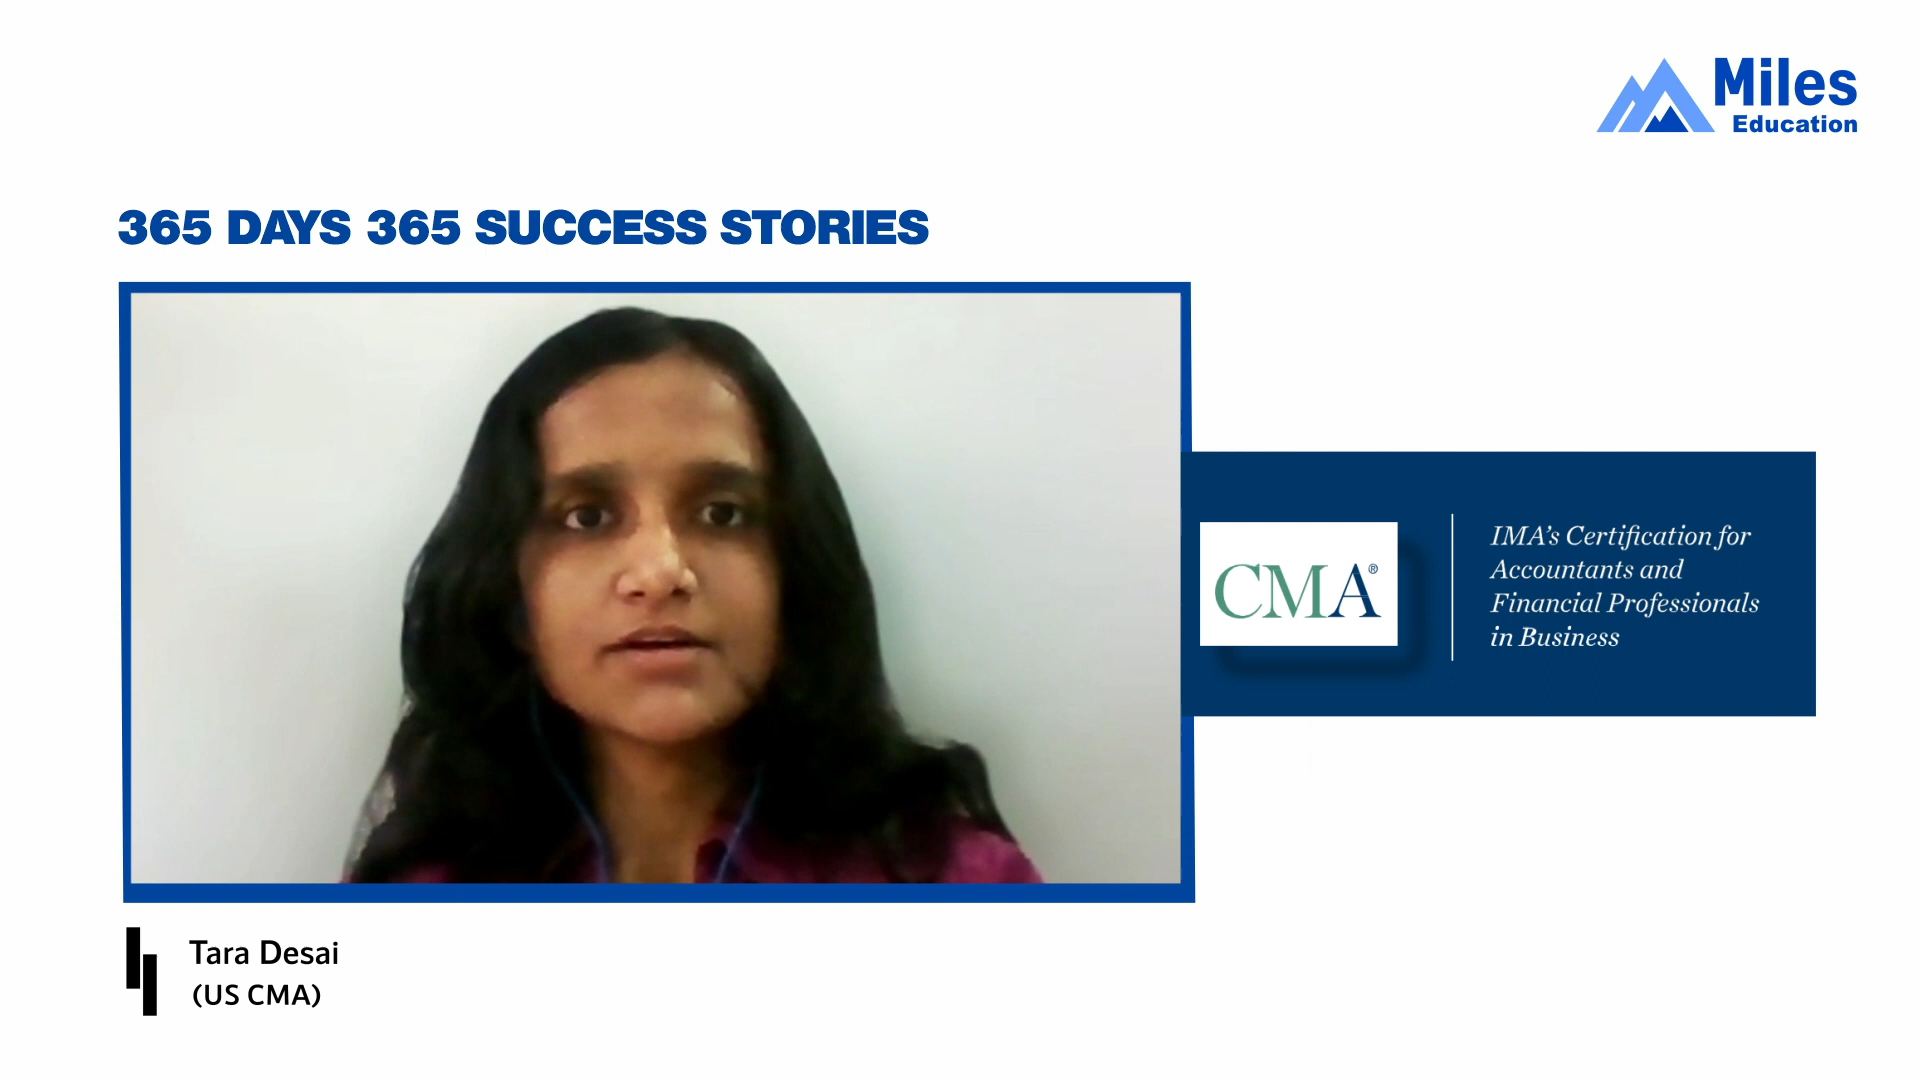 Miles
Education
365 DAYS 365 SUCCESS STORIES
CMA®
IMA’s Certification for
Accountants and
Financial Professionals
in Business
Tara Desai
(US CMA)